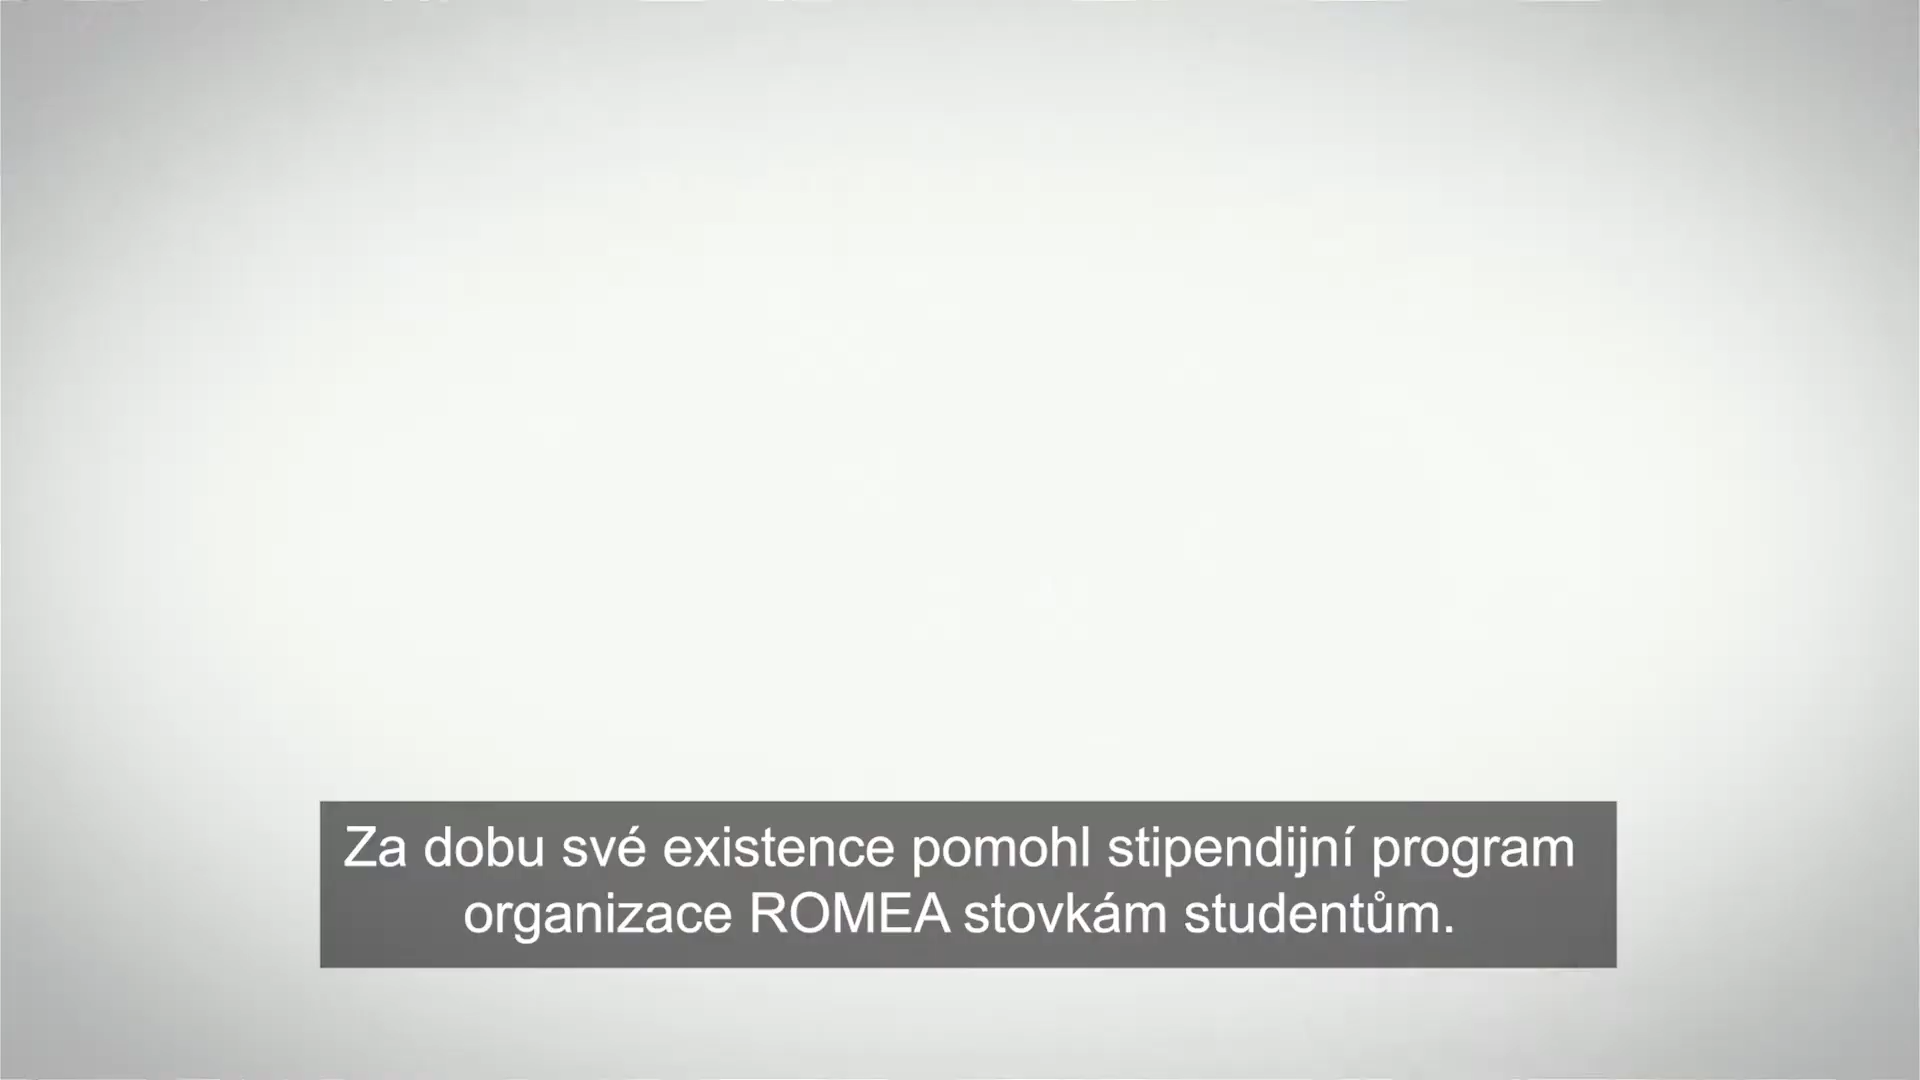 Za dobu své existence pomohl stipendijní program
organizace ROMEA stovkám studentům.